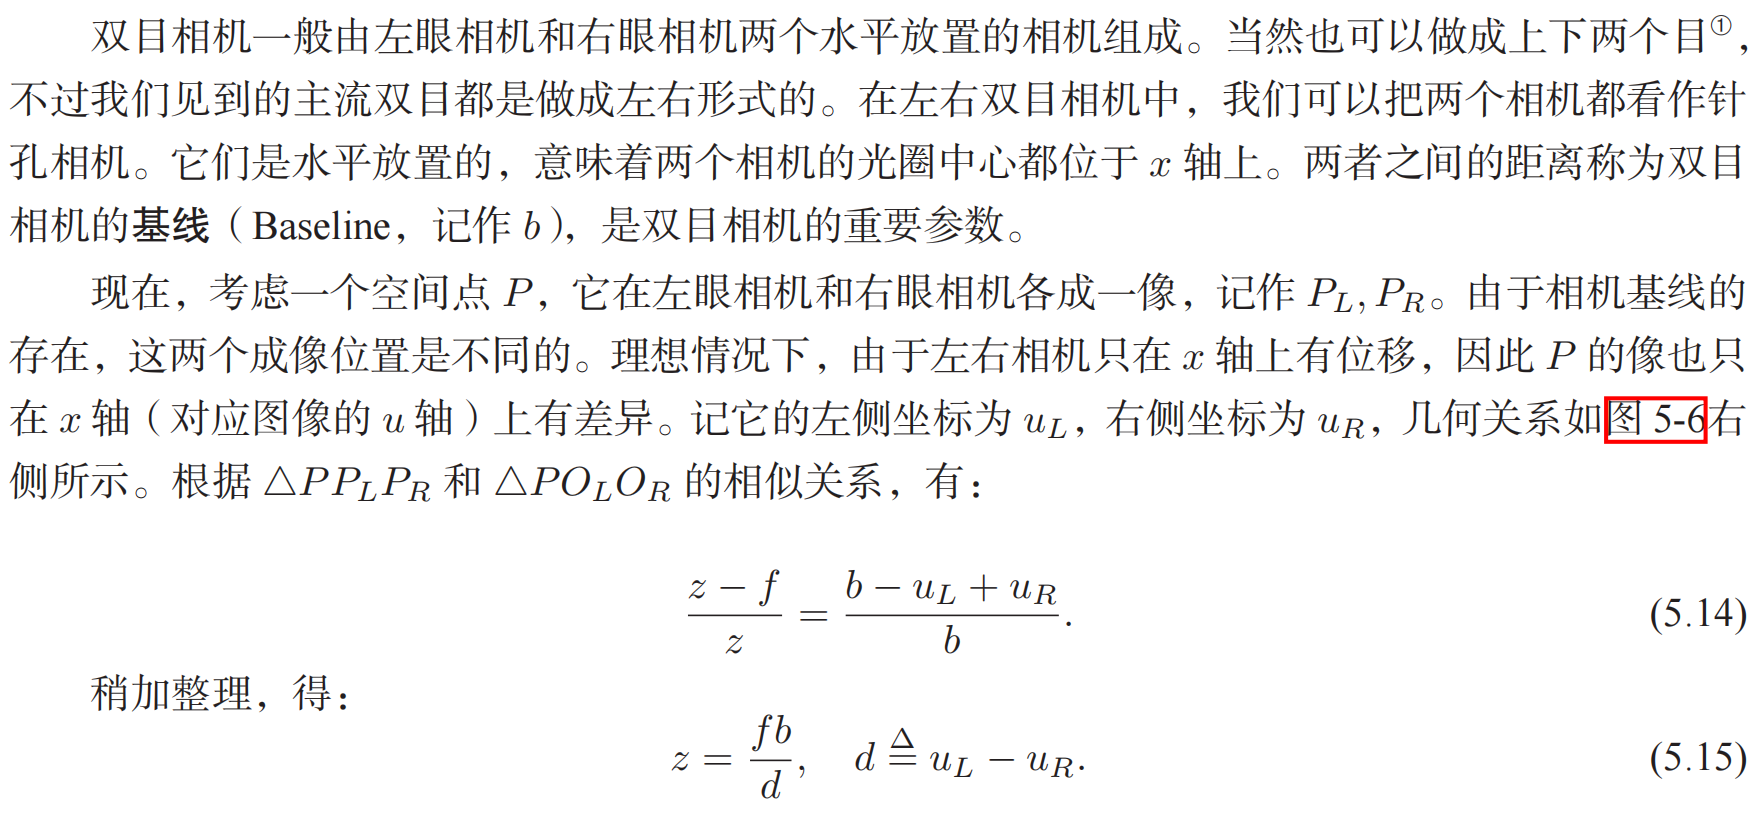 双目相机一般由左眼相机和右眼相机两个水平放置的相机组成。当然也可以做成上下两个目①，
不过我们见到的主流双目都是做成左右形式的。在左右双目相机中，我们可以把两个相机都看作针
孔相机。它们是水平放置的，意味着两个相机的光圈中心都位于 x 轴上。两者之间的距离称为双目
相机的基线（Baseline，记作 b），是双目相机的重要参数。
现在，考虑一个空间点 P，它在左眼相机和右眼相机各成一像，记作 P_L, P_R。由于相机基线的
存在，这两个成像位置是不同的。理想情况下，由于左右相机只在 x 轴上有位移，因此 P 的像也只
在 x 轴（对应图像的 u 轴）上有差异。记它的左侧坐标为 u_L，右侧坐标为 u_R，几何关系如图 5-6右
侧所示。根据 △PP_LP_R 和 △PO_LO_R 的相似关系，有：
(z − f)/z = (b − u_L + u_R)/b. (5.14)
稍加整理，得：
z = fb/d, d ≜ u_L − u_R. (5.15)